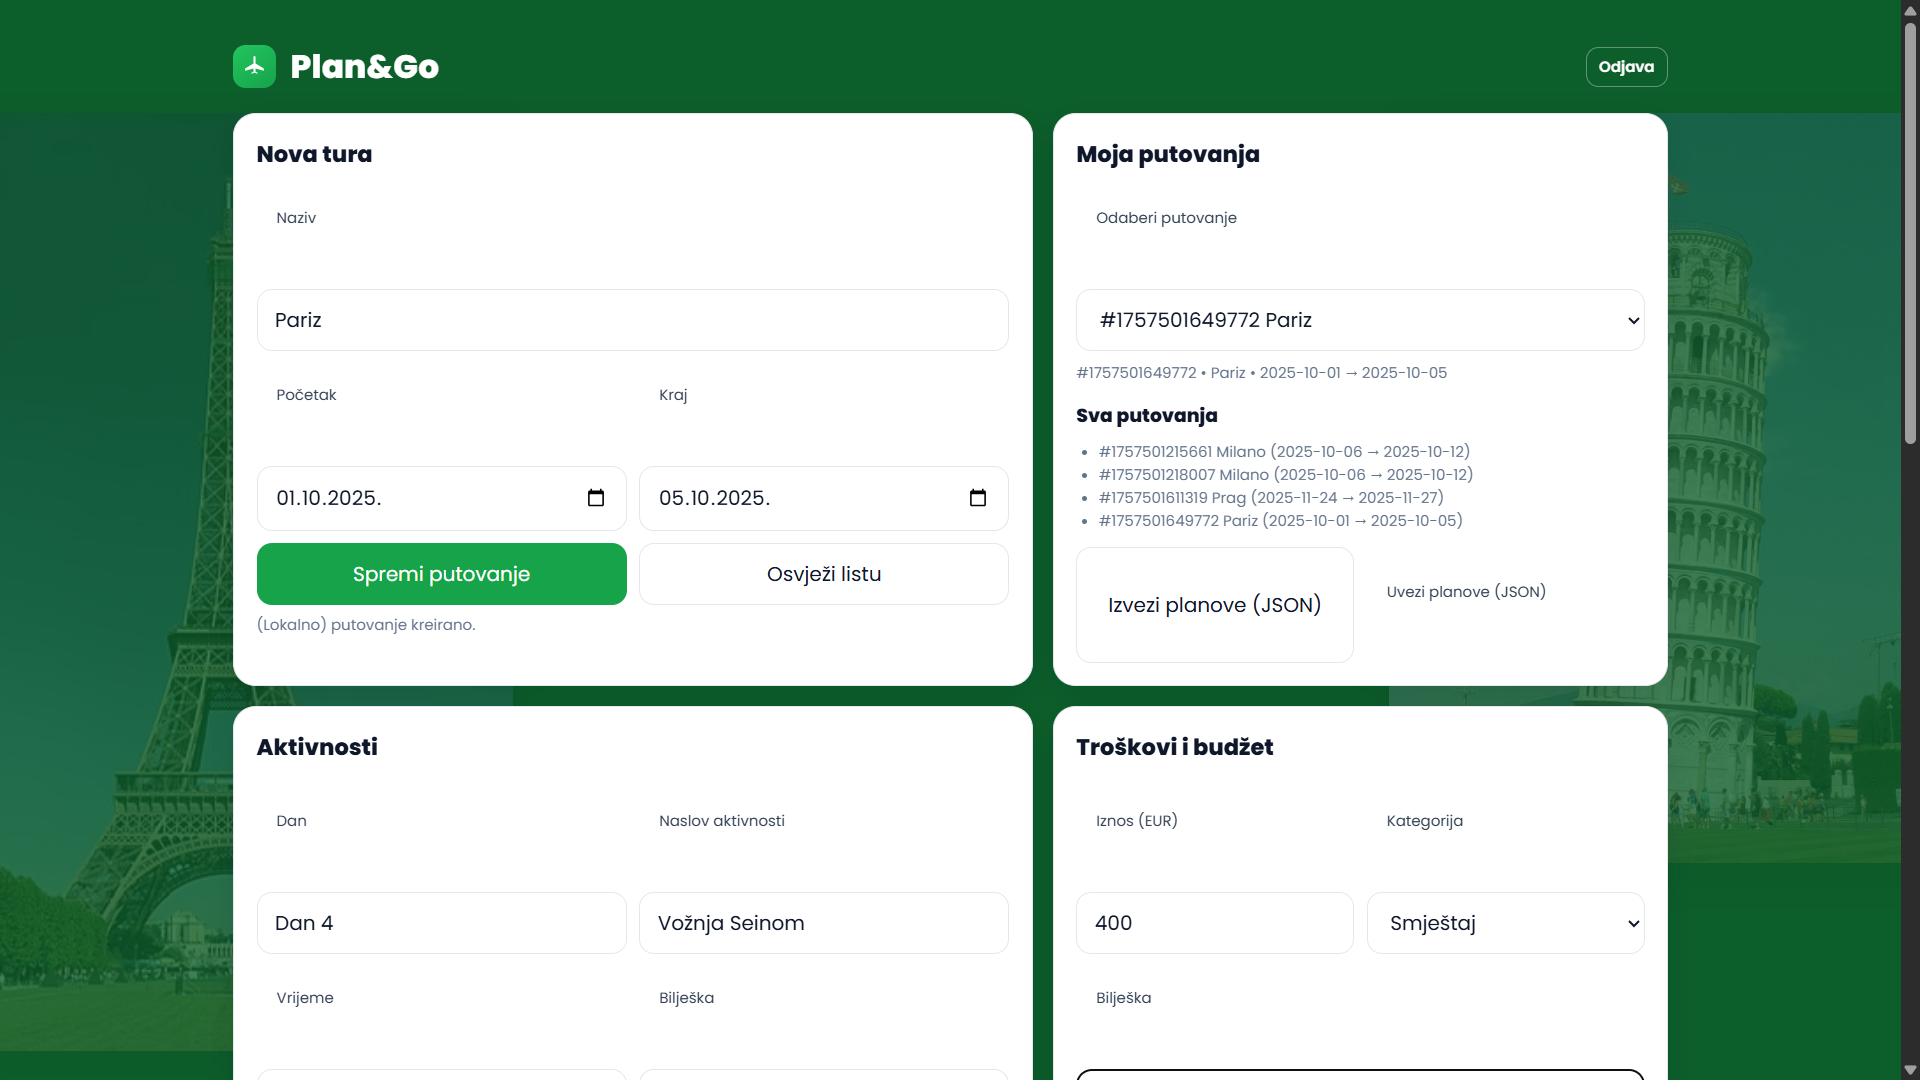 Plan&Go
Odjava
Nova tura
Naziv
Pariz
Početak
Kraj
01.10.2025.
05.10.2025.
Spremi putovanje
Osvježi listu
(Lokalno) putovanje kreirano.
Moja putovanja
Odaberi putovanje
#1757501649772 Pariz
#1757501649772 • Pariz • 2025-10-01 → 2025-10-05
Sva putovanja
• #1757501215661 Milano (2025-10-06 → 2025-10-12)
• #1757501218007 Milano (2025-10-06 → 2025-10-12)
• #1757501611319 Prag (2025-11-24 → 2025-11-27)
• #1757501649772 Pariz (2025-10-01 → 2025-10-05)
Izvezi planove (JSON)
Uvezi planove (JSON)
Aktivnosti
Dan
Naslov aktivnosti
Dan 4
Vožnja Seinom
Vrijeme
Bilješka
Troškovi i budžet
Iznos (EUR)
Kategorija
400
Smještaj
Bilješka